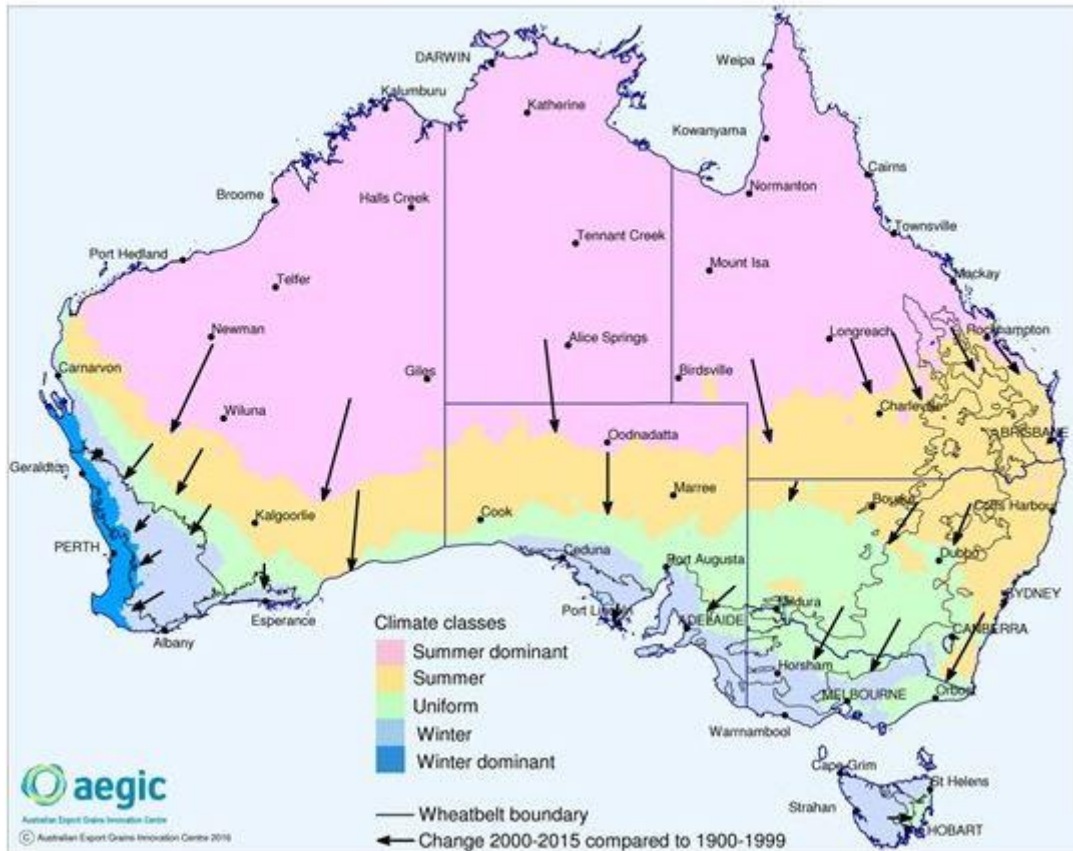 DARWIN
Weipa
Kalumburu
Katherine
Kowanyama
Cairns
Broome
Halls Creek
Normanton
Townsville
Tennant Creek
Port Hedland
Mount Isa
Mackay
Telfer
Newman
Longreach
Rockhampton
Alice Springs
Carnarvon
Giles
Birdsville
Wiluna
Charleville
BRISBANE
Oodnadatta
Geraldton
Marree
Bourke
Coffs Harbour
Kalgoorlie
Cook
PERTH
Ceduna
Port Augusta
Dubbo
SYDNEY
Esperance
Port Lincoln
Mildura
ADELAIDE
CANBERRA
Albany
Horsham
MELBOURNE
Orbost
Warrnambool
Climate classes
Summer dominant
Summer
Uniform
Winter
Winter dominant
Cape Grim
St Helens
Strahan
HOBART
aegic
Australian Export Grains Innovation Centre
© Australian Export Grains Innovation Centre 2016
Wheatbelt boundary
Change 2000-2015 compared to 1900-1999